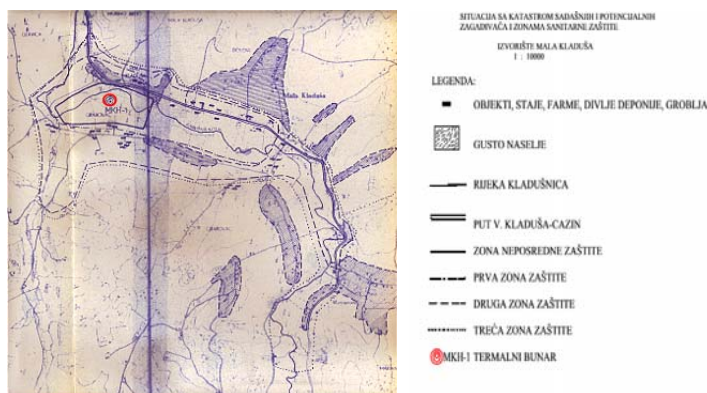 SITUACIJA SA KATASTROM SADAŠNJIH I POTENCIJALNIH
ZAGAĐIVAČA I ZONAMA SANITARNE ZAŠTITE
IZVORIŠTE MALA KLADUŠA
1 : 10000
LEGENDA:
OBJEKTI, STAJE, FARME, DIVLJE DEPONIJE, GROBLJA
GUSTO NASELJE
RIJEKA KLADUŠNICA
PUT V. KLADUŠA-CAZIN
ZONA NEPOSREDNE ZAŠTITE
PRVA ZONA ZAŠTITE
DRUGA ZONA ZAŠTITE
TREĆA ZONA ZAŠTITE
MKH-1 TERMALNI BUNAR
Mala Kladuša
MKH-1